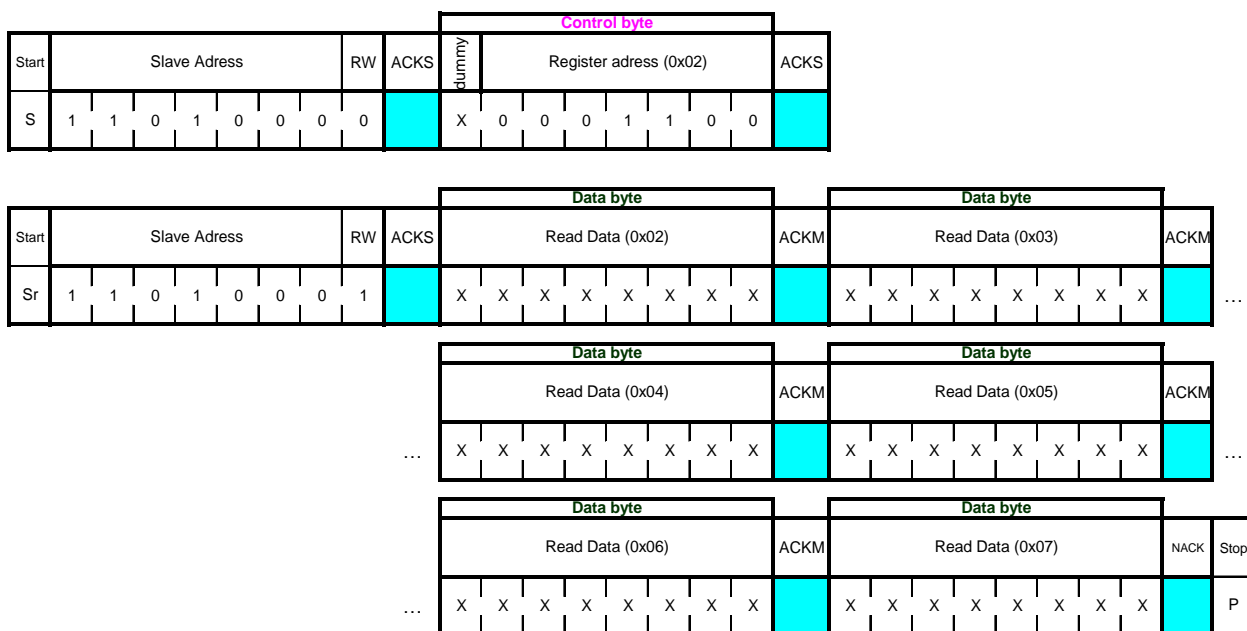 Control byte
Start Slave Adress RW ACKS dummy Register adress (0x02) ACKS
S 1 1 0 1 0 0 0 0 X 0 0 0 1 1 0 0
Data byte Data byte
Start Slave Adress RW ACKS Read Data (0x02) ACKM Read Data (0x03) ACKM
Sr 1 1 0 1 0 0 0 1 X X X X X X X X X X X X X X X X …
Data byte Data byte
Read Data (0x04) ACKM Read Data (0x05) ACKM
… X X X X X X X X X X X X X X X X …
Data byte Data byte
Read Data (0x06) ACKM Read Data (0x07) NACK Stop
… X X X X X X X X X X X X X X X X P